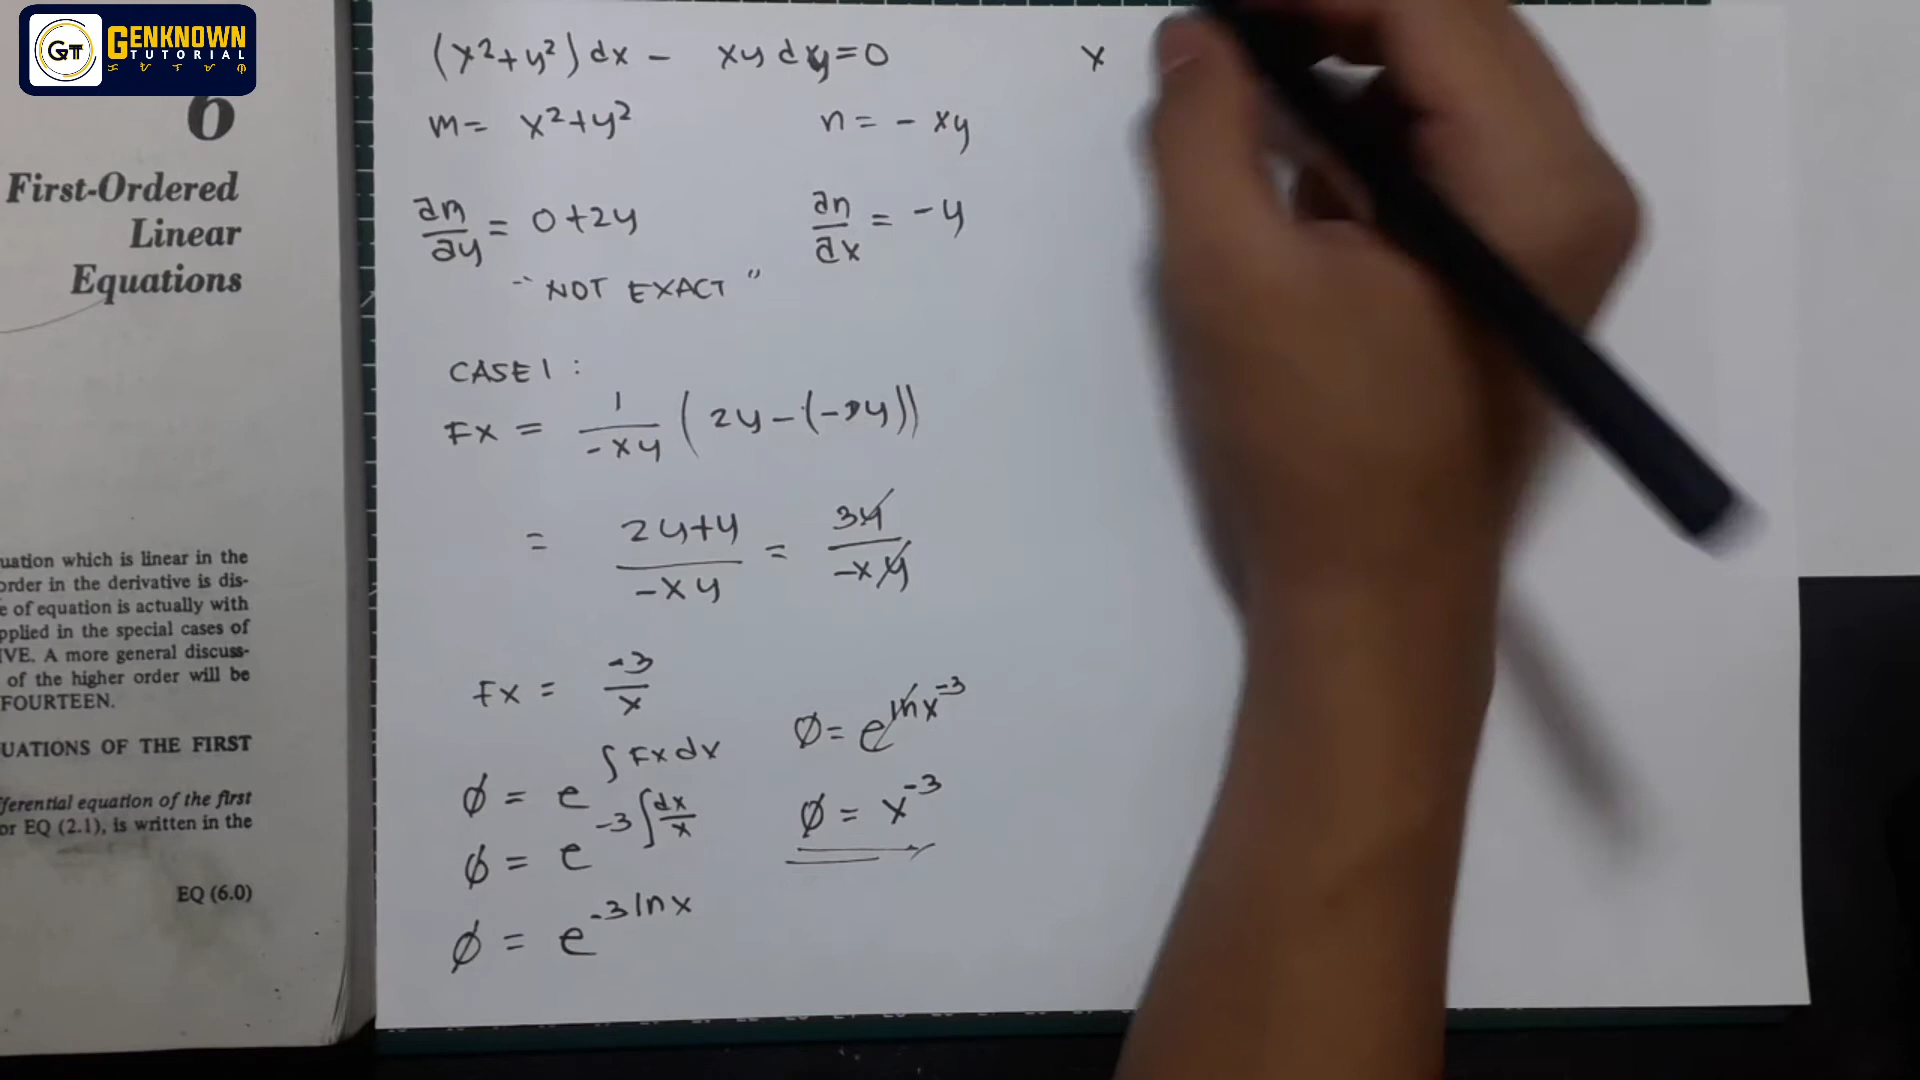 GT GENKNOWN
TUTORIAL
6
First-Ordered
Linear
Equations
uation which is linear in the
order in the derivative is dis-
e of equation is actually with
pplied in the special cases of
IVE. A more general discuss-
of the higher order will be
FOURTEEN.
UATIONS OF THE FIRST
fferential equation of the first
or EQ (2.1), is written in the
EQ (6.0)
(x²+y²)dx - xy dy=0
m= x²+y² n= -xy
∂m/∂y = 0+2y ∂n/∂x = -y
"NOT EXACT"
CASE 1 :
Fx = 1/-xy (2y-(-y))
= 2y+y/-xy = 3y/-xy
Fx = -3/x
Ø = e^∫Fxdx
Ø = e^-3∫dx/x
Ø = e^-3lnx
Ø= e^lnx^-3
Ø = x^-3
x